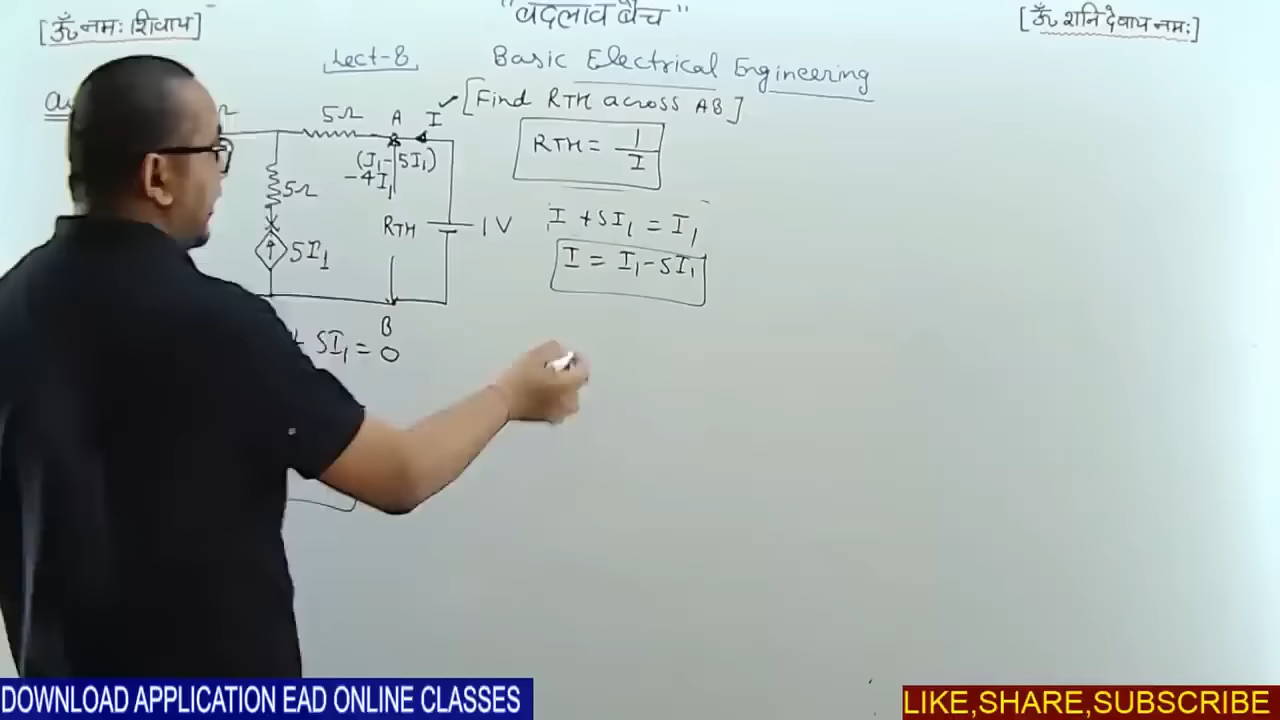 "बदलाव बैच"
[ॐ नमः शिवाय]
[ॐ शनि देवाय नमः]
Lect-8 Basic Electrical Engineering
[Find RTH across AB]
5Ω A I
RTH = 1/I
(I₁-5I₁)
-4I₁
5Ω
RTH 1V
I + 5I₁ = I₁
5I₁
I = I₁-5I₁
B
+ 5I₁ = 0
DOWNLOAD APPLICATION EAD ONLINE CLASSES
LIKE,SHARE,SUBSCRIBE